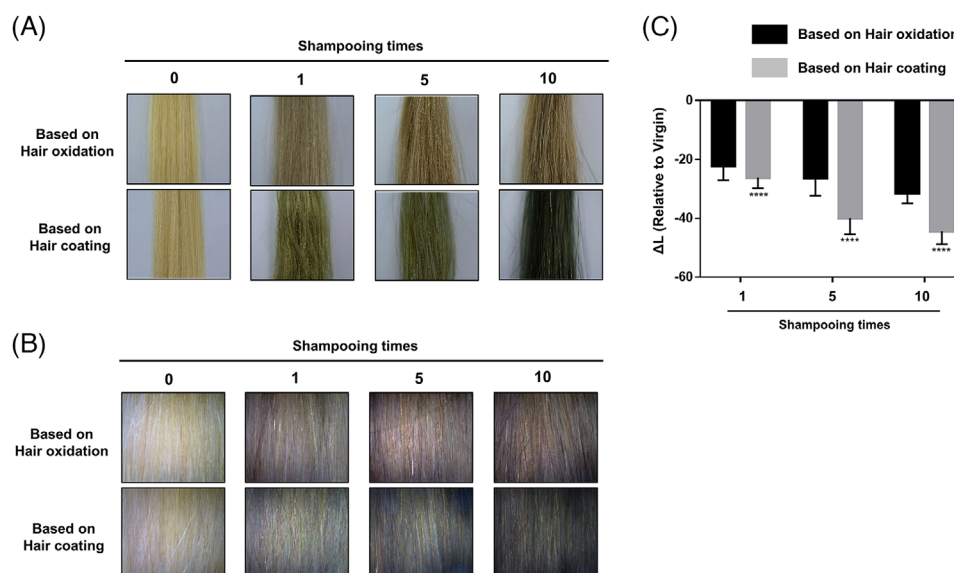 (A)
Shampooing times
0 1 5 10
Based on
Hair oxidation
Based on
Hair coating
(B)
Shampooing times
0 1 5 10
Based on
Hair oxidation
Based on
Hair coating
(C)
Based on Hair oxidation
Based on Hair coating
ΔL (Relative to Virgin)
0
-20
-40
-60
****
****
****
1 5 10
Shampooing times